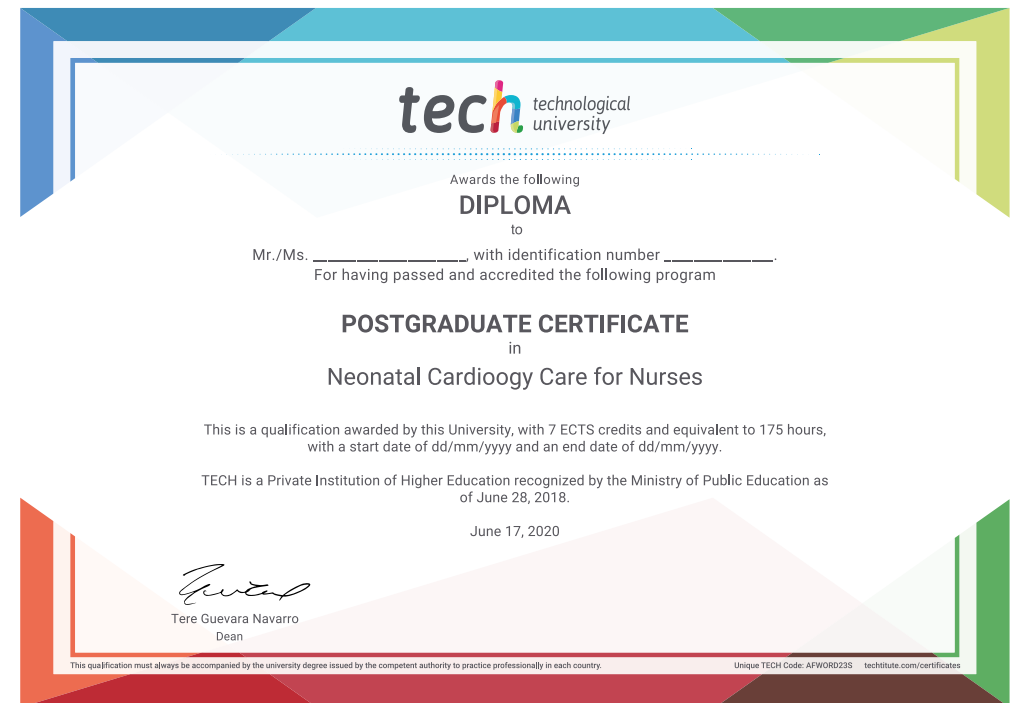 tech technological
university
Awards the following
DIPLOMA
to
Mr./Ms. __________________, with identification number _____________.
For having passed and accredited the following program
POSTGRADUATE CERTIFICATE
in
Neonatal Cardioogy Care for Nurses
This is a qualification awarded by this University, with 7 ECTS credits and equivalent to 175 hours,
with a start date of dd/mm/yyyy and an end date of dd/mm/yyyy.
TECH is a Private Institution of Higher Education recognized by the Ministry of Public Education as
of June 28, 2018.
June 17, 2020
Tere Guevara Navarro
Dean
This qualification must always be accompanied by the university degree issued by the competent authority to practice professionally in each country. Unique TECH Code: AFWORD23S techtitute.com/certificates